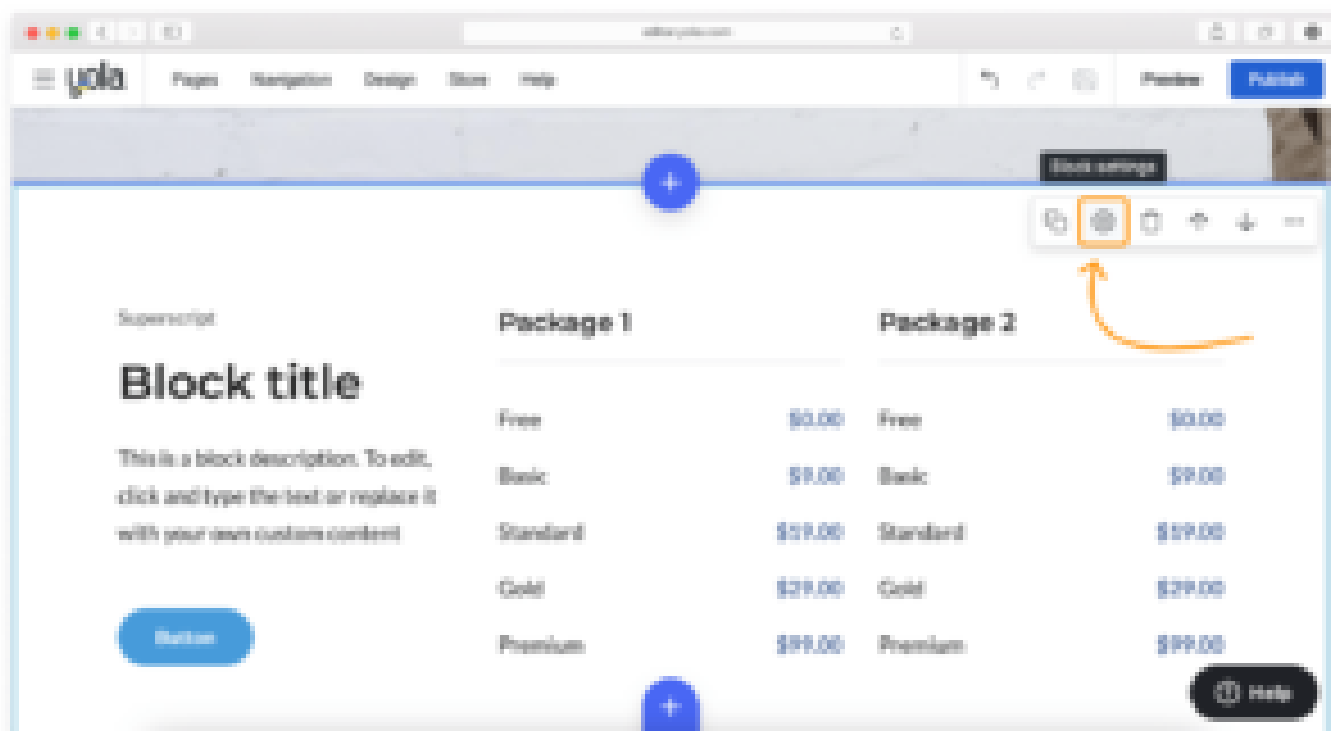 yola
Pages Navigation Design Store Help
Preview Publish
Block settings
Superscript
Block title
This is a block description. To edit,
click and type the text or replace it
with your own custom content
Button
Package 1
Free $0.00
Basic $9.00
Standard $19.00
Gold $29.00
Premium $99.00
Package 2
Free $0.00
Basic $9.00
Standard $19.00
Gold $29.00
Premium $99.00
Help